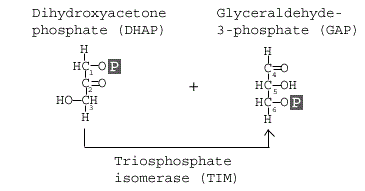 Dihydroxyacetone
phosphate (DHAP)
Glyceraldehyde-
3-phosphate (GAP)
H
HC—O P
1
C=O
2
HO—CH
3
H
+
H
C=O
4
HC—OH
5
HC—O P
6
H
Triosphosphate
isomerase (TIM)